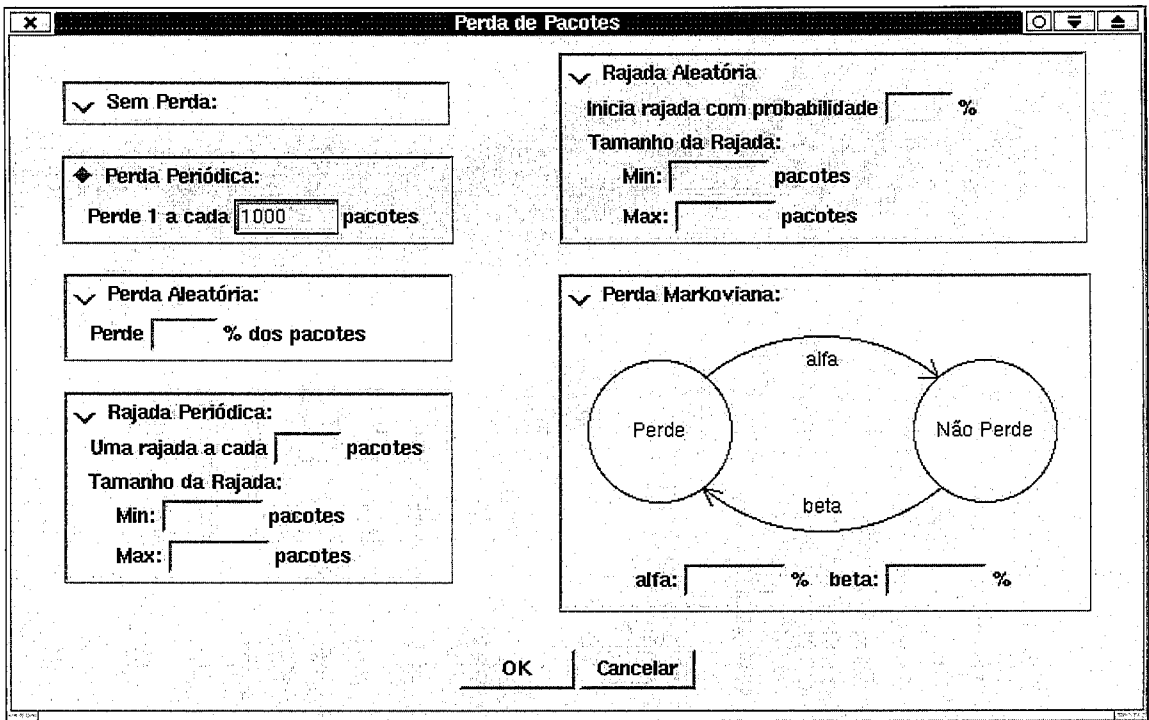 Perda de Pacotes
Sem Perda:
Perda Periódica:
Perde 1 a cada 1000 pacotes
Perda Aleatória:
Perde % dos pacotes
Rajada Periódica:
Uma rajada a cada pacotes
Tamanho da Rajada:
Min: pacotes
Max: pacotes
Rajada Aleatória
Inicia rajada com probabilidade %
Tamanho da Rajada:
Min: pacotes
Max: pacotes
Perda Markoviana:
alfa
Perde
Não Perde
beta
alfa: % beta: %
OK
Cancelar